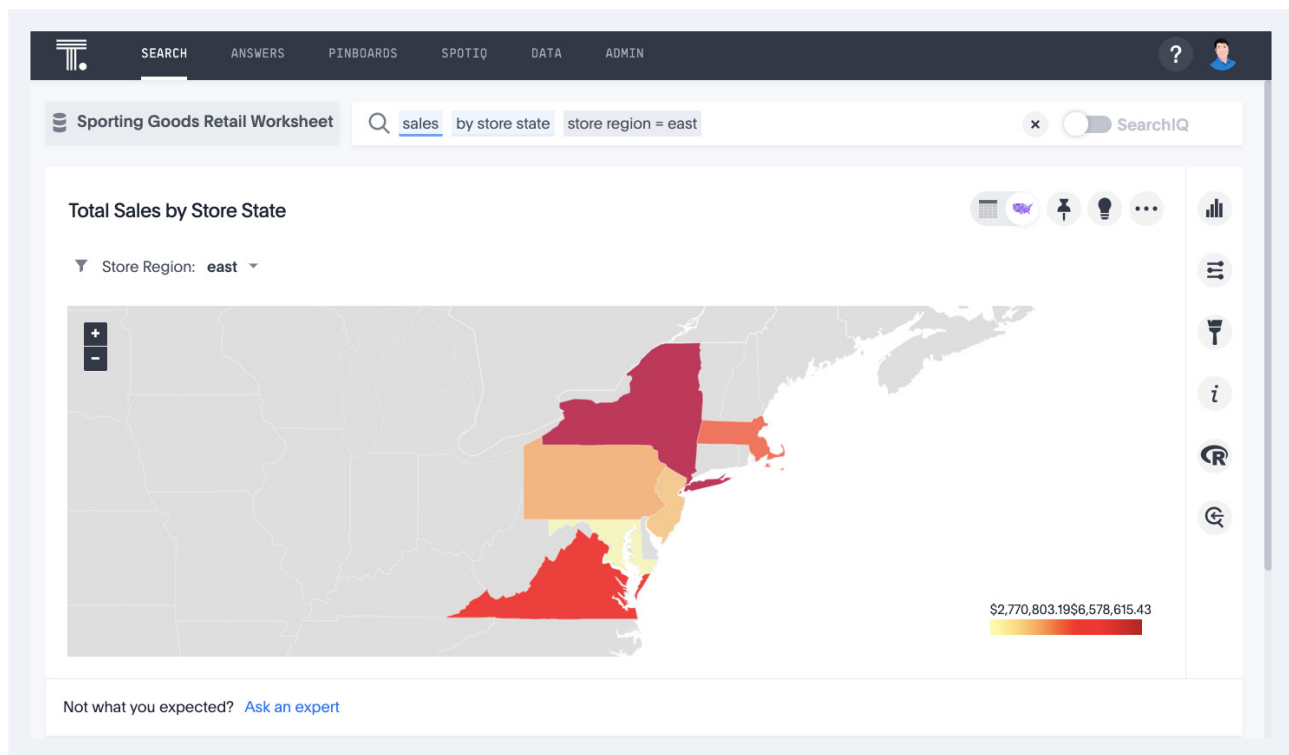 SEARCH ANSWERS PINBOARDS SPOTIQ DATA ADMIN ?
Sporting Goods Retail Worksheet sales by store state store region = east × SearchIQ
Total Sales by Store State
Store Region: east
+
−
i
R
$2,770,803.19$6,578,615.43
Not what you expected? Ask an expert